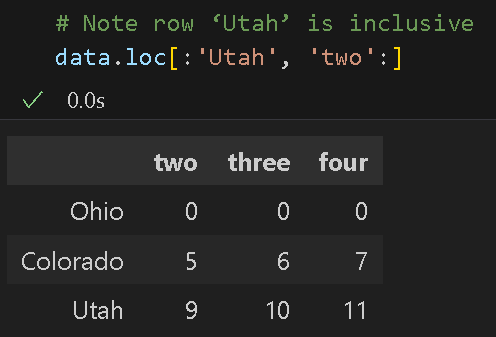 # Note row ‘Utah’ is inclusive
data.loc[:'Utah', 'two':]
✓ 0.0s
two three four
Ohio 0 0 0
Colorado 5 6 7
Utah 9 10 11